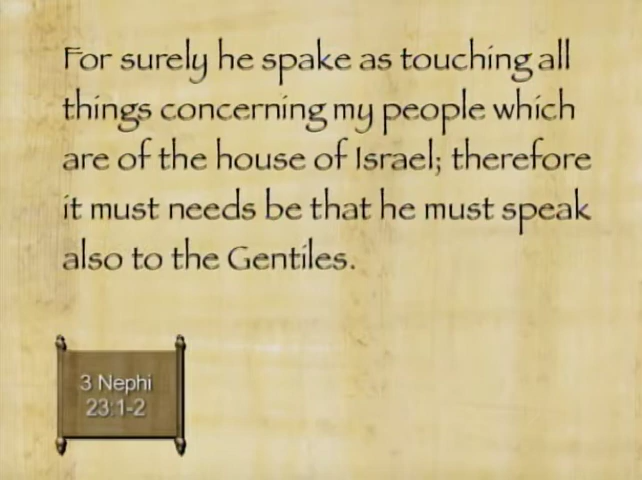 For surely he spake as touching all
things concerning my people which
are of the house of Israel; therefore
it must needs be that he must speak
also to the Gentiles.
3 Nephi
23:1-2